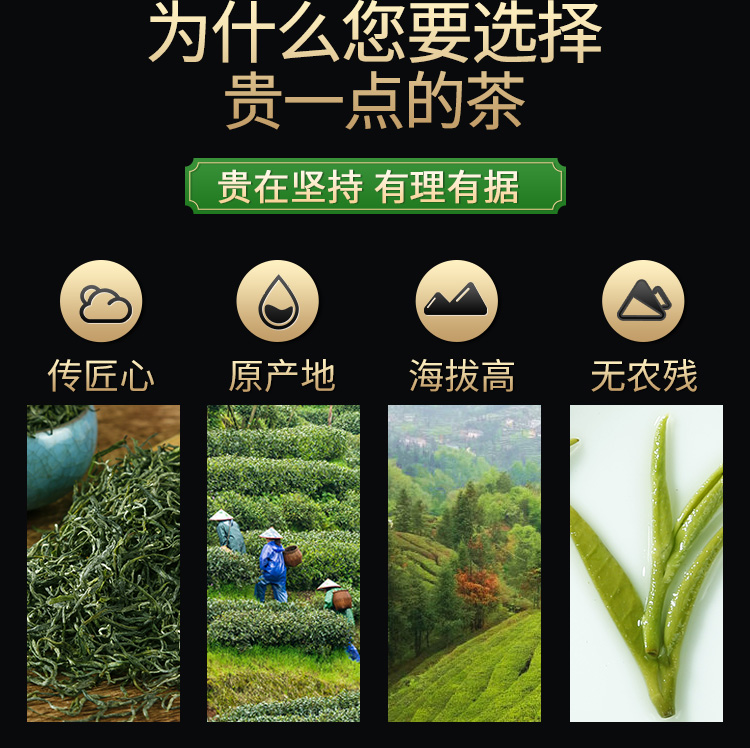 为什么您要选择
贵一点的茶
贵在坚持 有理有据
传匠心
原产地
海拔高
无农残